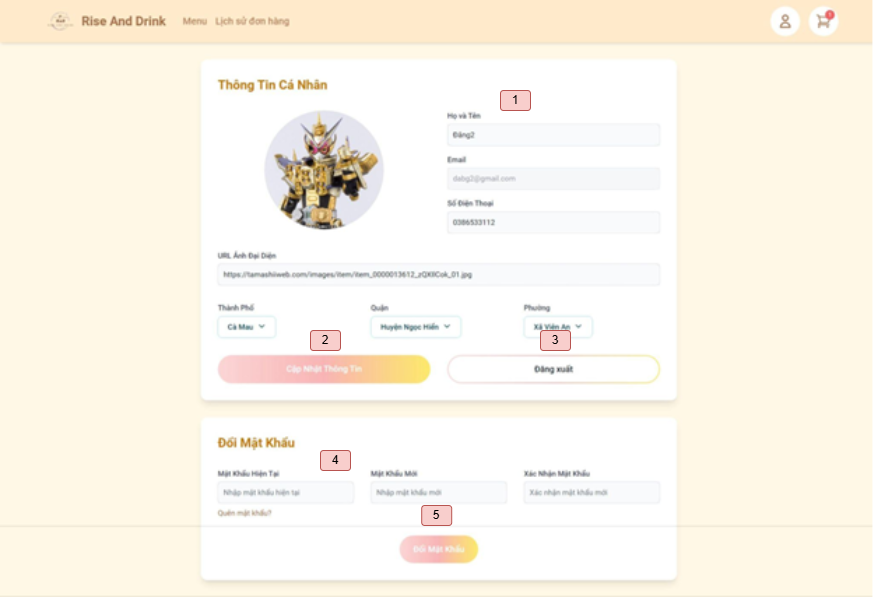 Rise And Drink Menu Lịch sử đơn hàng
1
Thông Tin Cá Nhân
1
Họ và Tên
Đăng2
Email
dabg2@gmail.com
Số Điện Thoại
0386533112
URL Ảnh Đại Diện
https://tamashiiweb.com/images/item/item_0000013612_zQXllCok_01.jpg
Thành Phố Quận Phường
Cà Mau Huyện Ngọc Hiển Xã Viên An
2 3
Cập Nhật Thông Tin Đăng xuất
Đổi Mật Khẩu
4
Mật Khẩu Hiện Tại Mật Khẩu Mới Xác Nhận Mật Khẩu
Nhập mật khẩu hiện tại Nhập mật khẩu mới Xác nhận mật khẩu mới
Quên mật khẩu?
5
Đổi Mật Khẩu